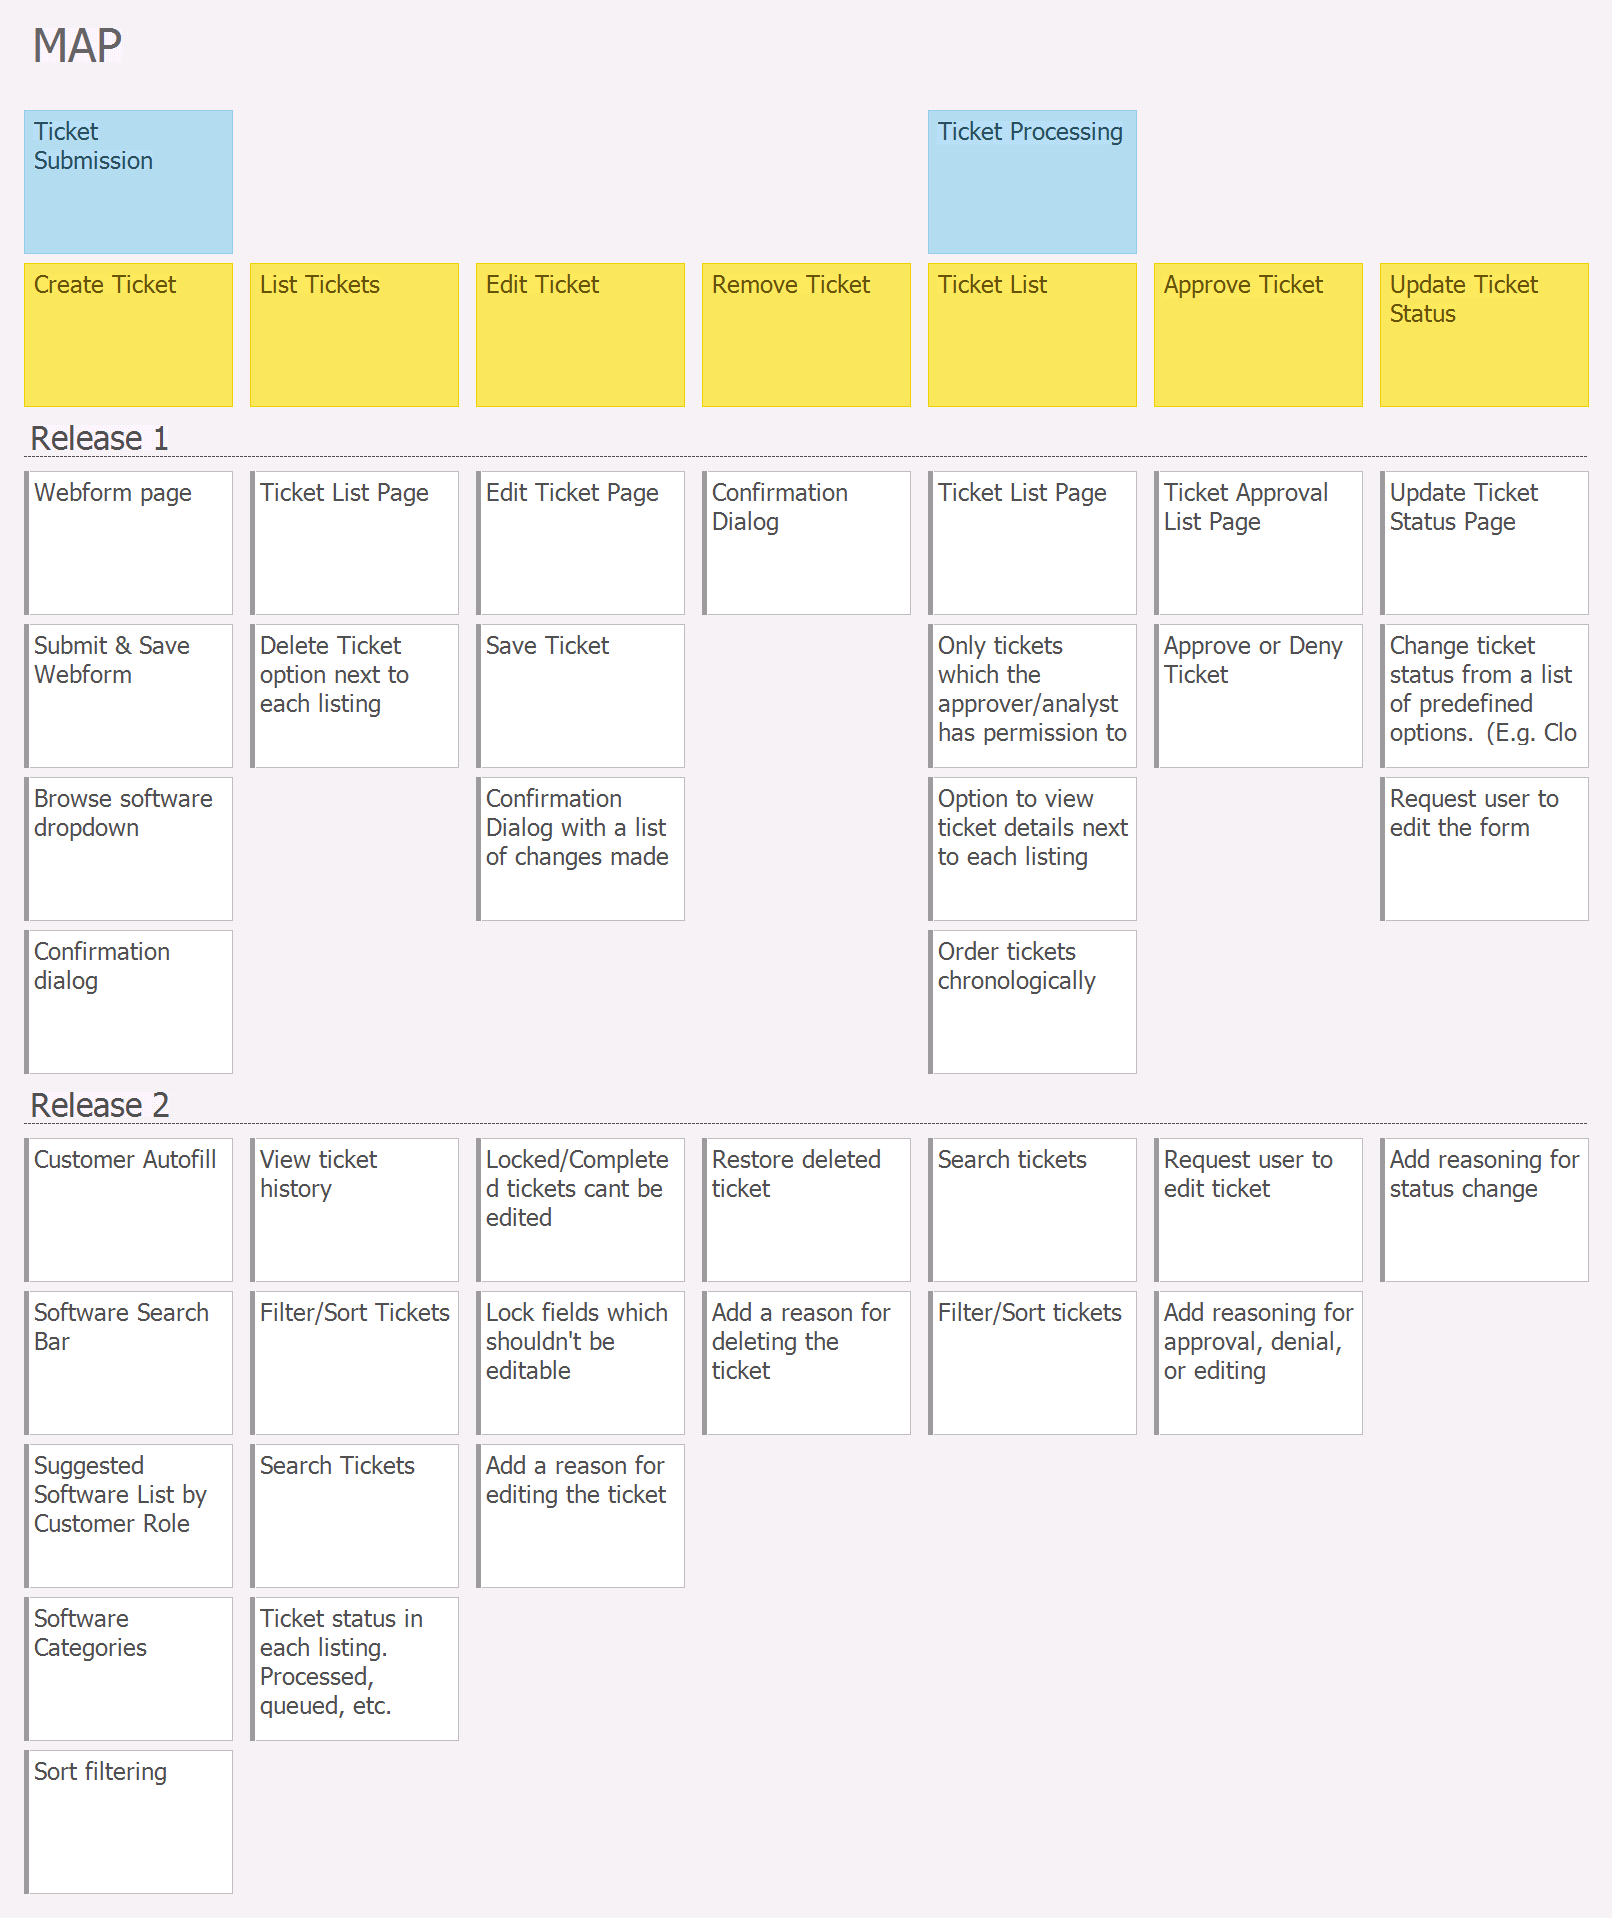 MAP
Ticket
Submission
Ticket Processing
Create Ticket
List Tickets
Edit Ticket
Remove Ticket
Ticket List
Approve Ticket
Update Ticket
Status
Release 1
Webform page
Ticket List Page
Edit Ticket Page
Confirmation
Dialog
Ticket List Page
Ticket Approval
List Page
Update Ticket
Status Page
Submit & Save
Webform
Delete Ticket
option next to
each listing
Save Ticket
Only tickets
which the
approver/analyst
has permission to
Approve or Deny
Ticket
Change ticket
status from a list
of predefined
options.  (E.g. Clo
Browse software
dropdown
Confirmation
Dialog with a list
of changes made
Option to view
ticket details next
to each listing
Request user to
edit the form
Confirmation
dialog
Order tickets
chronologically
Release 2
Customer Autofill
View ticket
history
Locked/Complete
d tickets cant be
edited
Restore deleted
ticket
Search tickets
Request user to
edit ticket
Add reasoning for
status change
Software Search
Bar
Filter/Sort Tickets
Lock fields which
shouldn't be
editable
Add a reason for
deleting the
ticket
Filter/Sort tickets
Add reasoning for
approval, denial,
or editing
Suggested
Software List by
Customer Role
Search Tickets
Add a reason for
editing the ticket
Software
Categories
Ticket status in
each listing.
Processed,
queued, etc.
Sort filtering